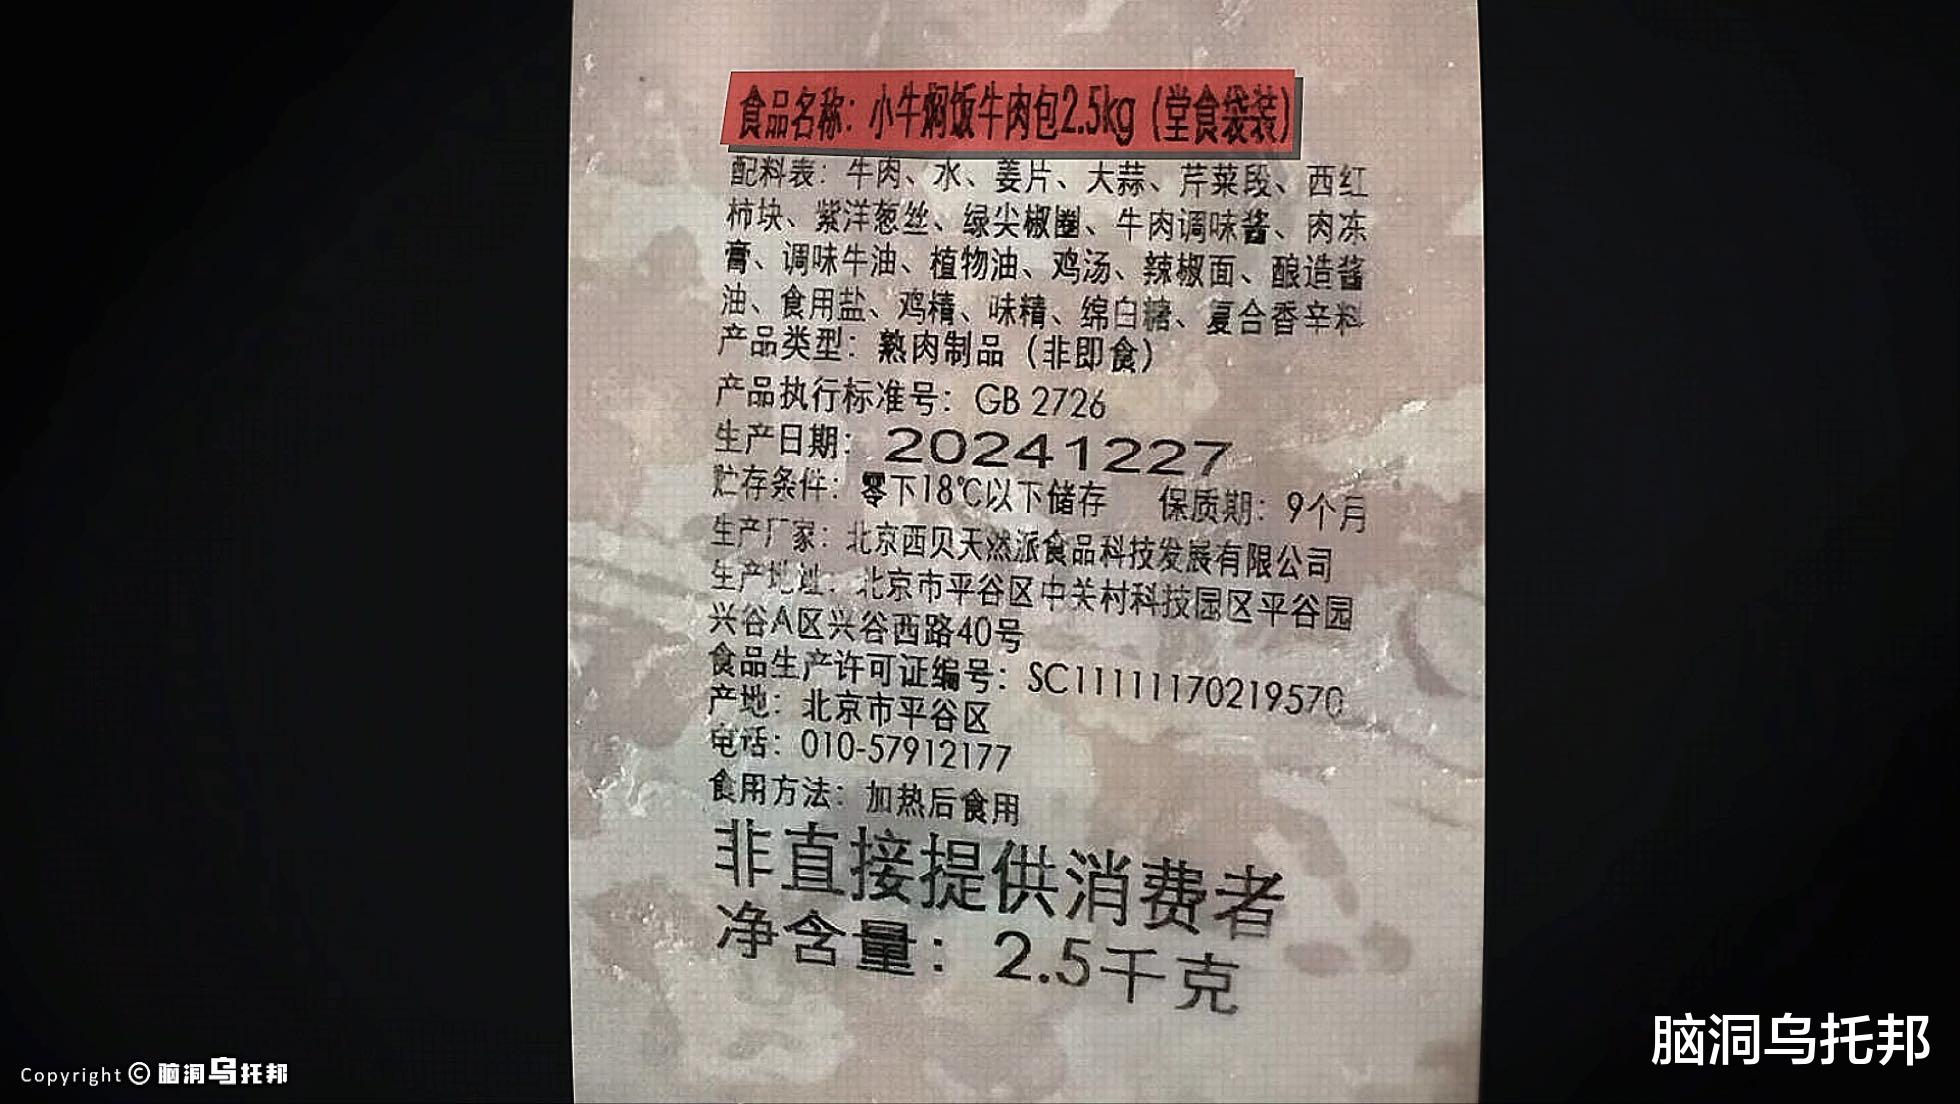 食品名称：小牛焖饭牛肉包2.5kg（堂食袋装）
配料表：牛肉、水、姜片、大蒜、芹菜段、西红
柿块、紫洋葱丝、绿尖椒圈、牛肉调味酱、肉冻
膏、调味牛油、植物油、鸡汤、辣椒面、酿造酱
油、食用盐、鸡精、味精、绵白糖、复合香辛料
产品类型：熟肉制品（非即食）
产品执行标准号：GB 2726
生产日期：20241227
贮存条件：零下18℃以下储存 保质期：9个月
生产厂家：北京西贝天然派食品科技发展有限公司
生产地址：北京市平谷区中关村科技园区平谷园
兴谷A区兴谷西路40号
食品生产许可证编号：SC11111170219570
产地：北京市平谷区
电话：010-57912177
食用方法：加热后食用
非直接提供消费者
净含量：2.5千克
脑洞乌托邦
Copyright © 脑洞乌托邦